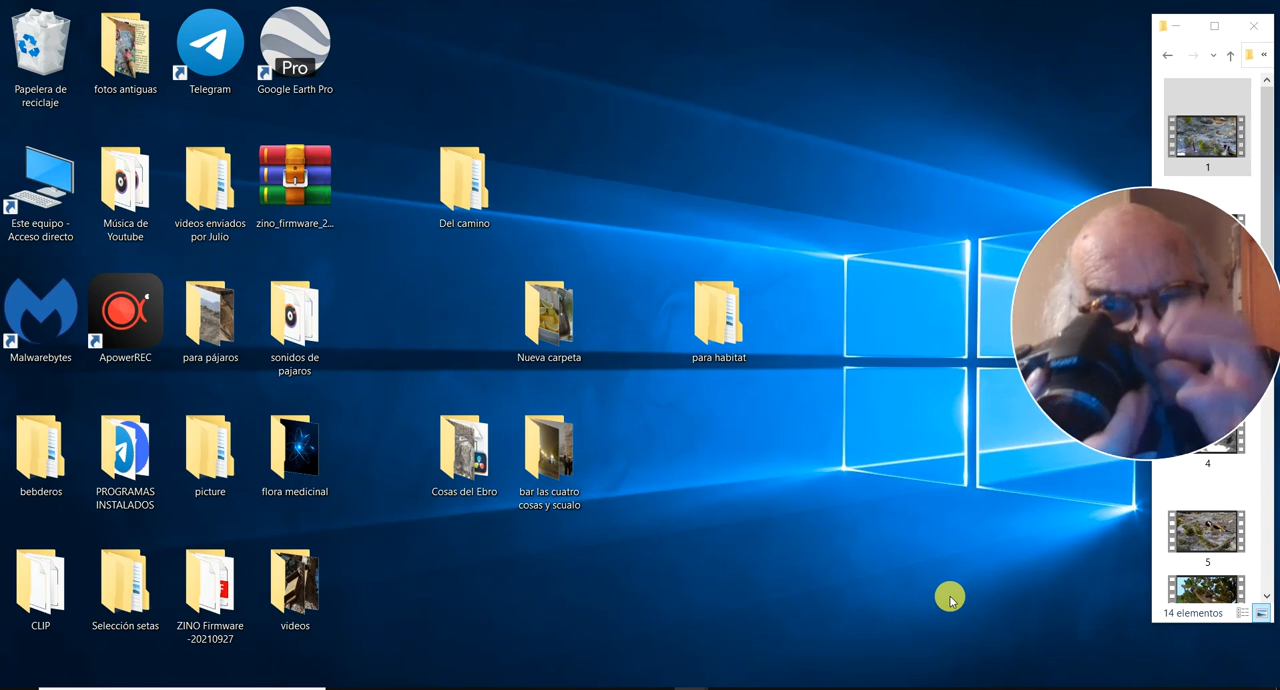 Papelera de
reciclaje
fotos antiguas
Telegram
Pro
Google Earth Pro
Este equipo -
Acceso directo
Música de
Youtube
videos enviados
por Julio
zino_firmware_2...
Del camino
Malwarebytes
ApowerREC
para pájaros
sonidos de
pajaros
Nueva carpeta
para habitat
bebderos
PROGRAMAS
INSTALADOS
picture
flora medicinal
Cosas del Ebro
bar las cuatro
cosas y scualo
CLIP
Selección setas
ZINO Firmware
-20210927
videos
1
4
5
14 elementos